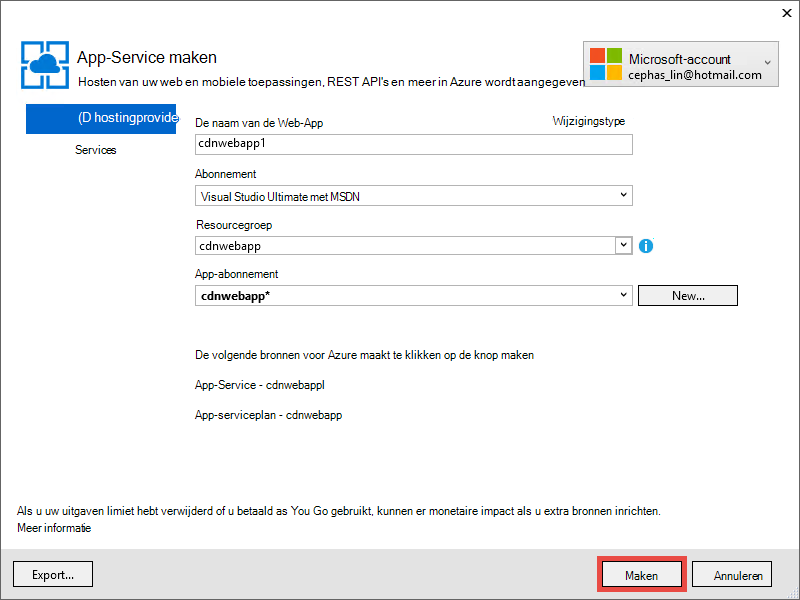 App-Service maken
Hosten van uw web en mobiele toepassingen, REST API's en meer in Azure wordt aangegeven
Microsoft-account
cephas_lin@hotmail.com
(D hostingprovide
Services
De naam van de Web-App
Wijzigingstype
cdnwebapp1
Abonnement
Visual Studio Ultimate met MSDN
Resourcegroep
cdnwebapp
App-abonnement
cdnwebapp*
New...
De volgende bronnen voor Azure maakt te klikken op de knop maken
App-Service - cdnwebappl
App-serviceplan - cdnwebapp
Als u uw uitgaven limiet hebt verwijderd of u betaald as You Go gebruikt, kunnen er monetaire impact als u extra bronnen inrichten.
Meer informatie
Export...
Maken
Annuleren